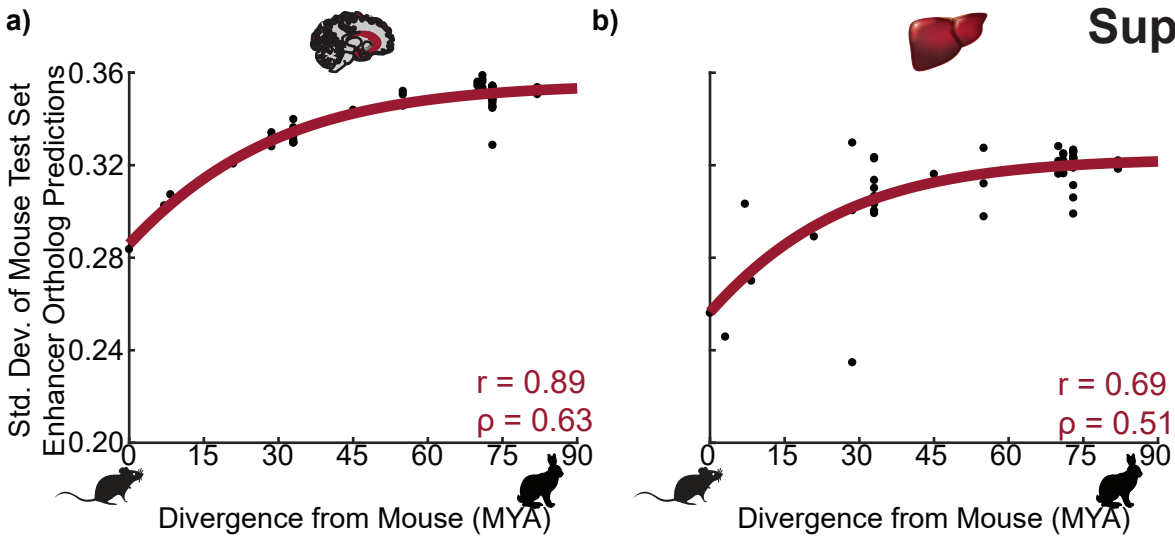 a)
b)
Sup
Std. Dev. of Mouse Test Set
Enhancer Ortholog Predictions
0.36
0.32
0.28
0.24
0.20
r = 0.89
ρ = 0.63
0 15 30 45 60 75 90
Divergence from Mouse (MYA)
r = 0.69
ρ = 0.51
0 15 30 45 60 75 90
Divergence from Mouse (MYA)